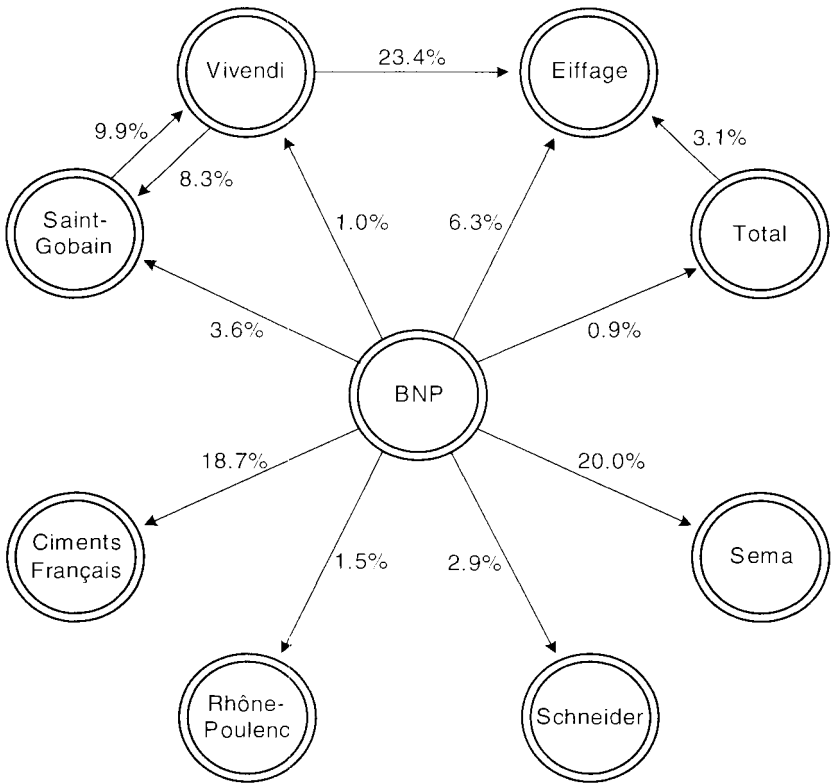 Vivendi
23.4%
Eiffage
9.9%
8.3%
3.1%
Saint-
Gobain
1.0%
6.3%
Total
3.6%
0.9%
BNP
18.7%
20.0%
Ciments
Français
1.5%
2.9%
Sema
Rhône-
Poulenc
Schneider